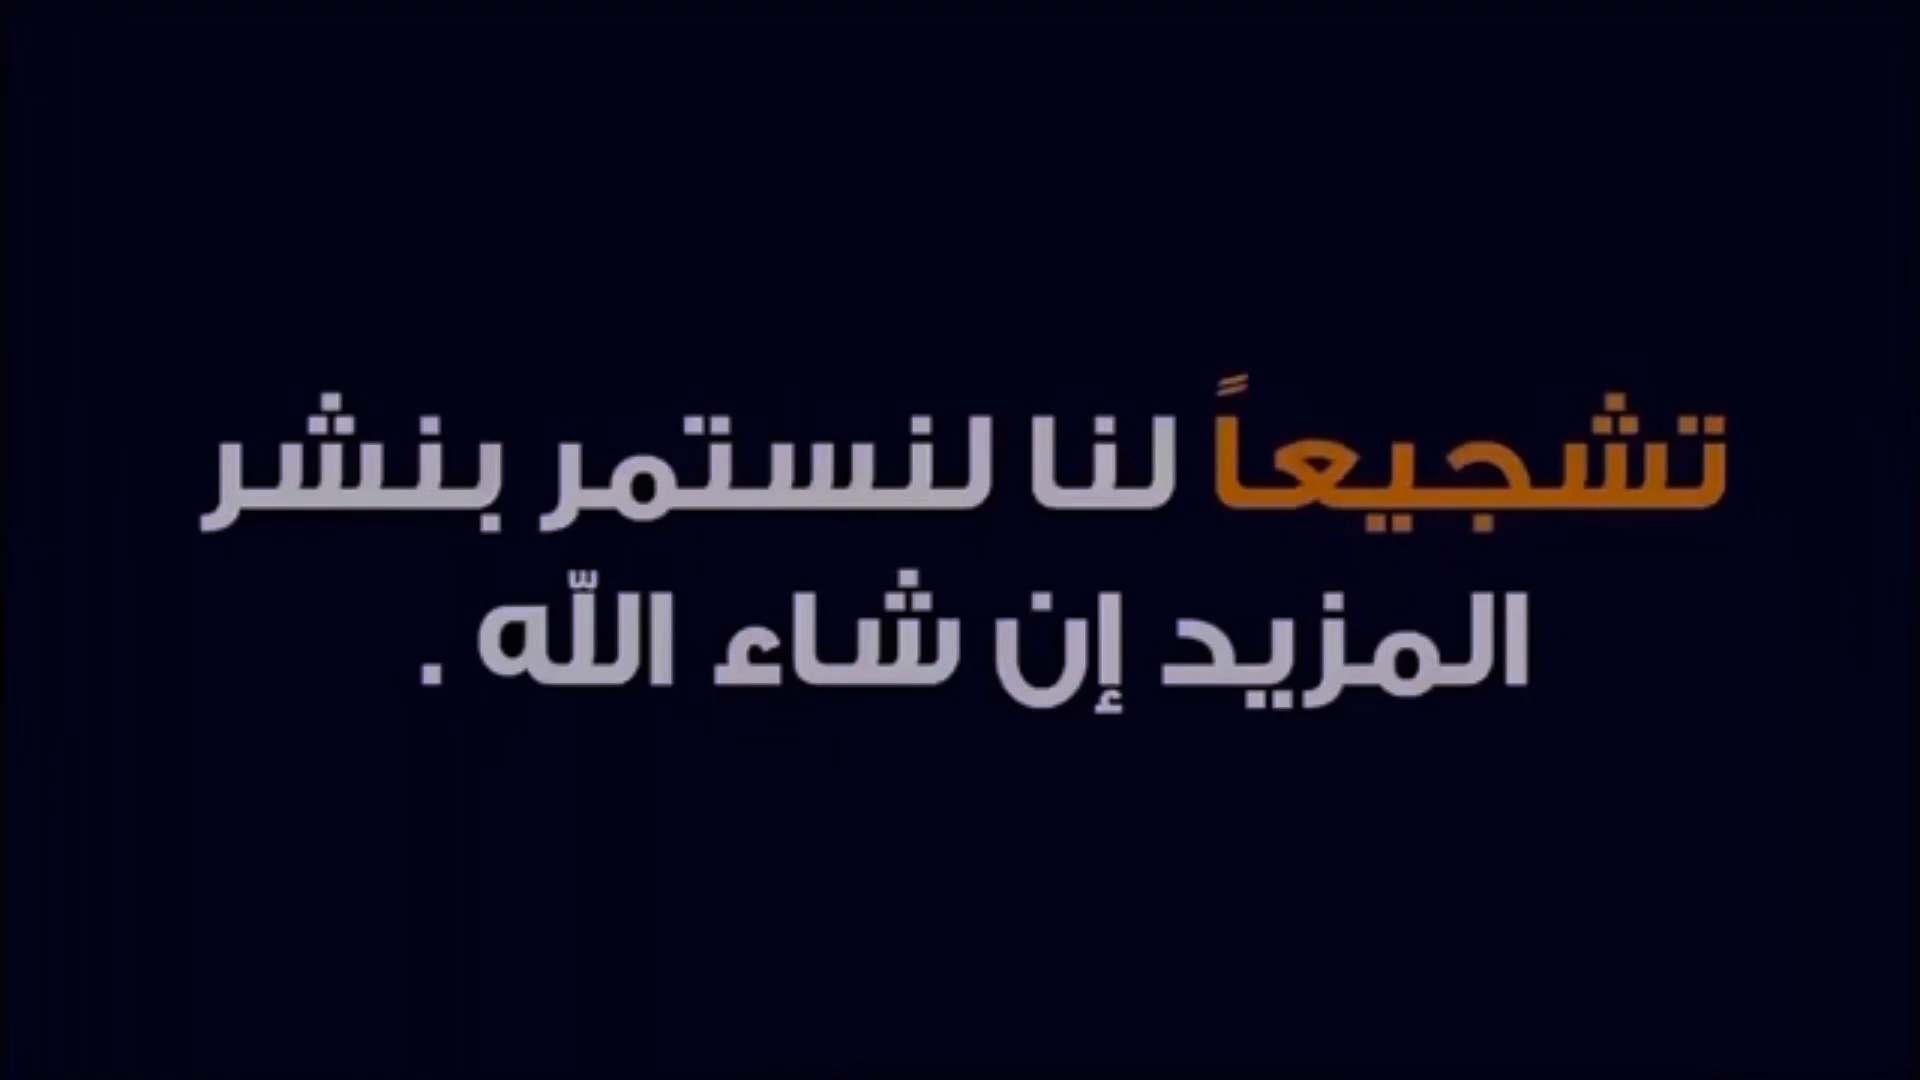 تشجيعاً لنا لنستمر بنشر
المزيد إن شاء اللّه .